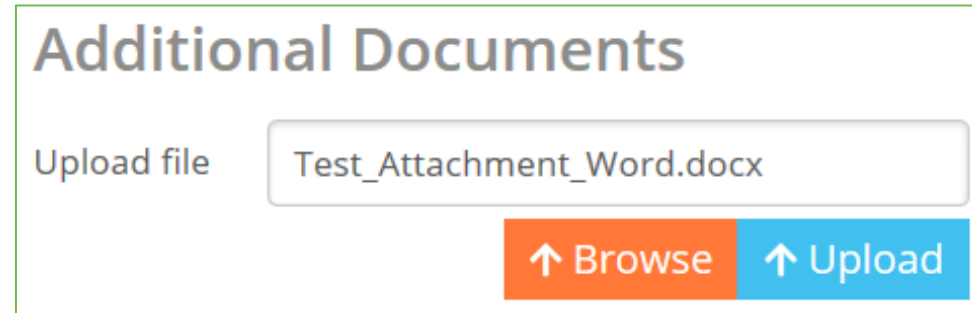 Additional Documents
Upload file
Test_Attachment_Word.docx
Browse
Upload